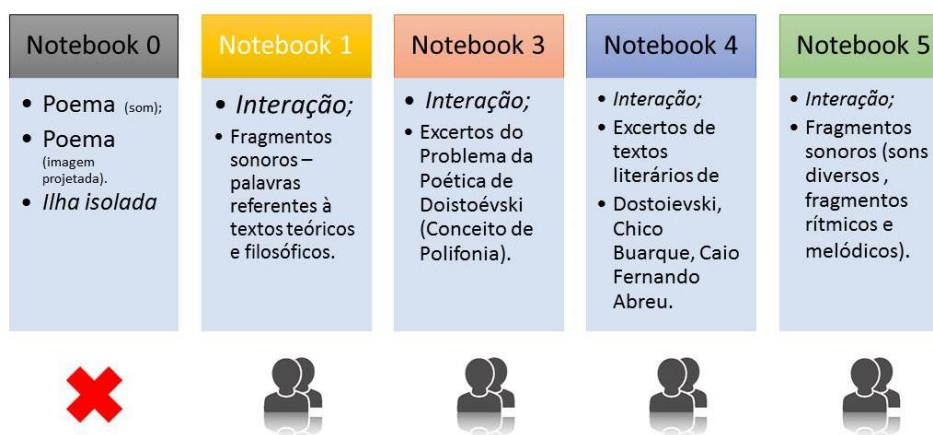 Notebook 0
• Poema (som);
• Poema
(imagem
projetada).
• Ilha isolada
Notebook 1
• Interação;
• Fragmentos
sonoros –
palavras
referentes à
textos teóricos
e filosóficos.
Notebook 3
• Interação;
• Excertos do
Problema da
Poética de
Doistoévski
(Conceito de
Polifonia).
Notebook 4
• Interação;
• Excertos de
textos
literários de
• Dostoievski,
Chico
Buarque, Caio
Fernando
Abreu.
Notebook 5
• Interação;
• Fragmentos
sonoros (sons
diversos ,
fragmentos
rítmicos e
melódicos).